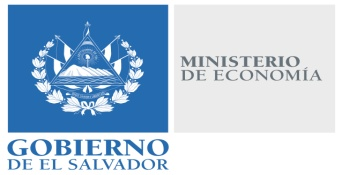 MINISTERIO
DE ECONOMÍA
GOBIERNO
DE EL SALVADOR